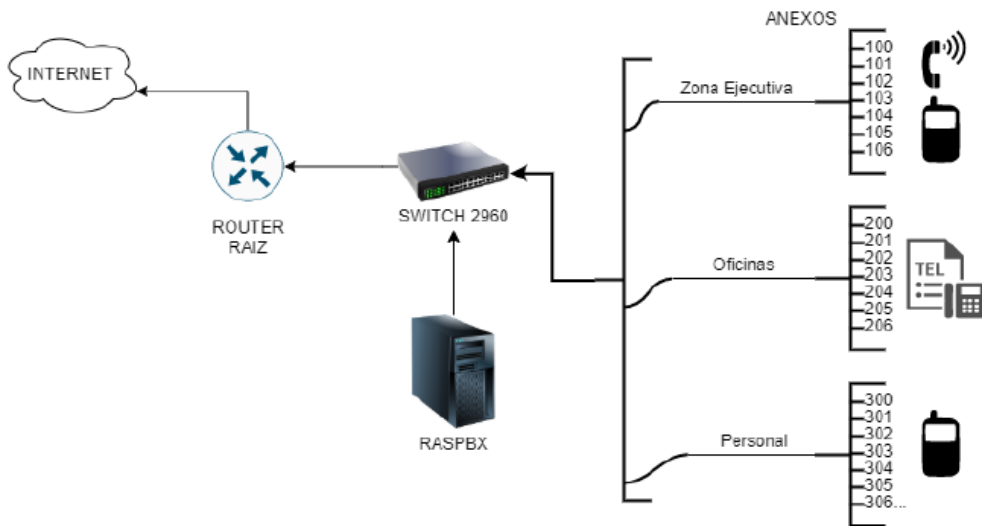 ANEXOS
INTERNET
ROUTER
RAIZ
SWITCH 2960
RASPBX
Zona Ejecutiva
100
101
102
103
104
105
106
Oficinas
200
201
202
203
204
205
206
TEL
Personal
300
301
302
303
304
305
306...